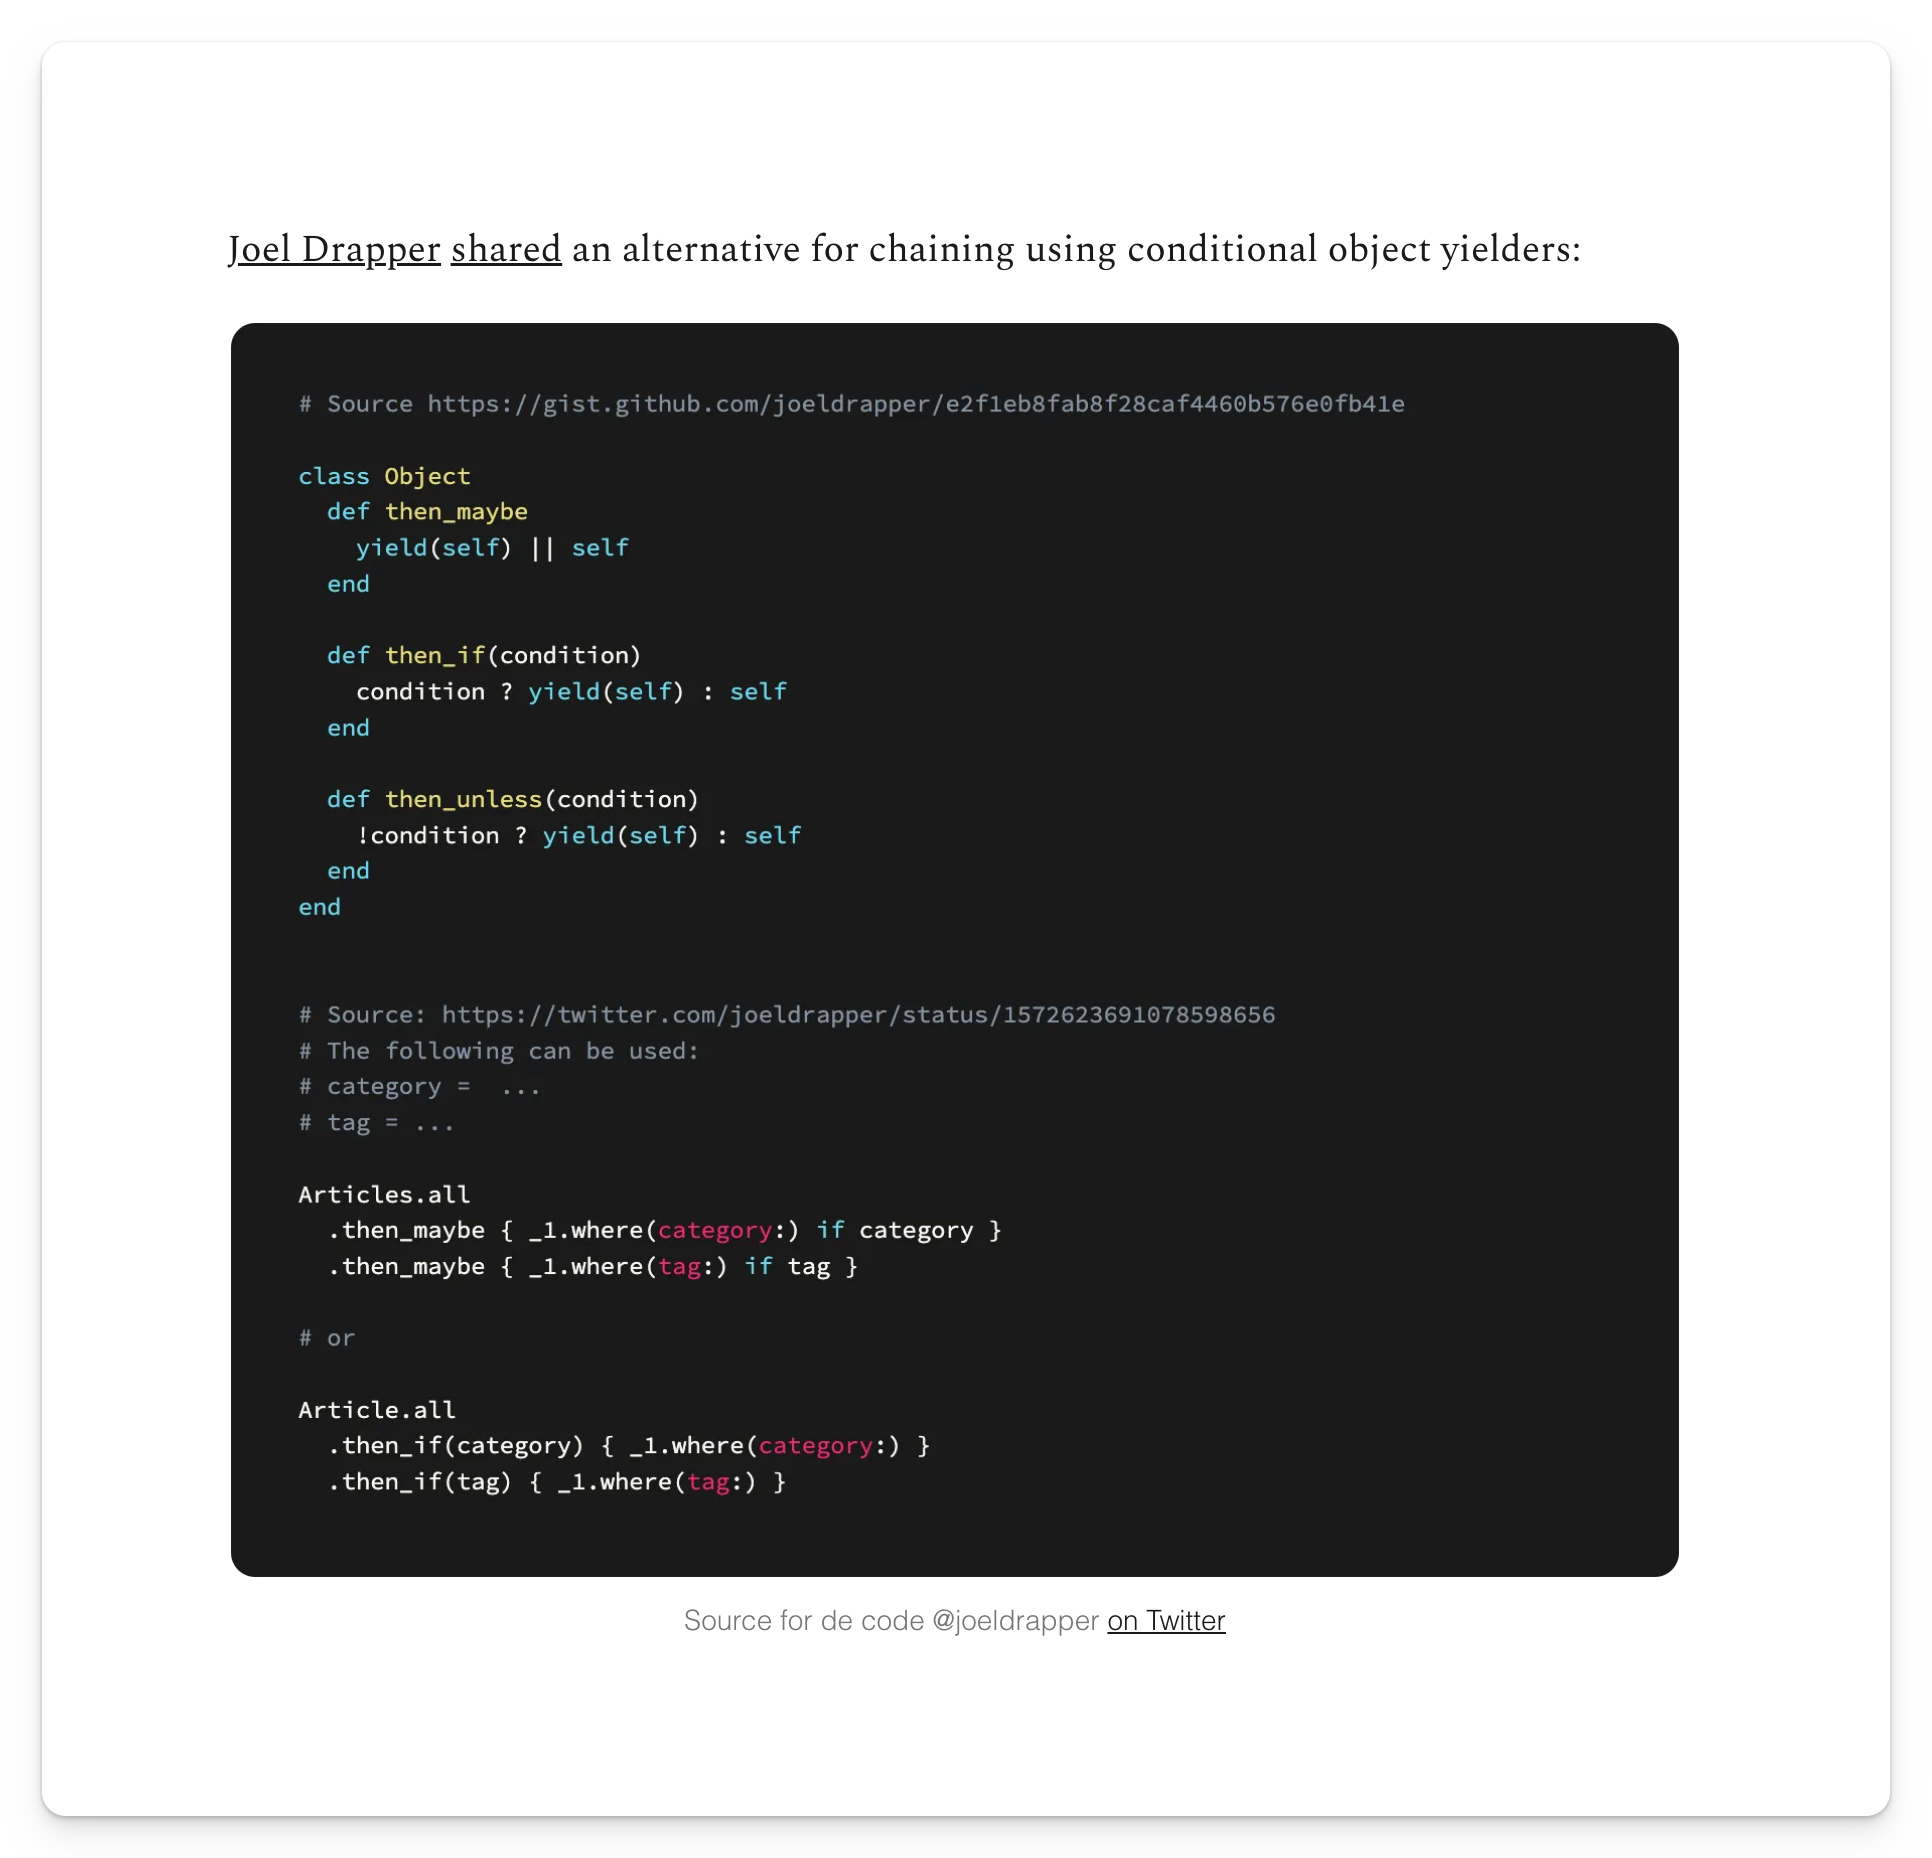 Joel Drapper shared an alternative for chaining using conditional object yielders:
# Source https://gist.github.com/joeldrapper/e2f1eb8fab8f28caf4460b576e0fb41e
class Object
  def then_maybe
    yield(self) || self
  end
  def then_if(condition)
    condition ? yield(self) : self
  end
  def then_unless(condition)
    !condition ? yield(self) : self
  end
end
# Source: https://twitter.com/joeldrapper/status/1572623691078598656
# The following can be used:
# category =  ...
# tag = ...
Articles.all
  .then_maybe { _1.where(category:) if category }
  .then_maybe { _1.where(tag:) if tag }
# or
Article.all
  .then_if(category) { _1.where(category:) }
  .then_if(tag) { _1.where(tag:) }
Source for de code @joeldrapper on Twitter